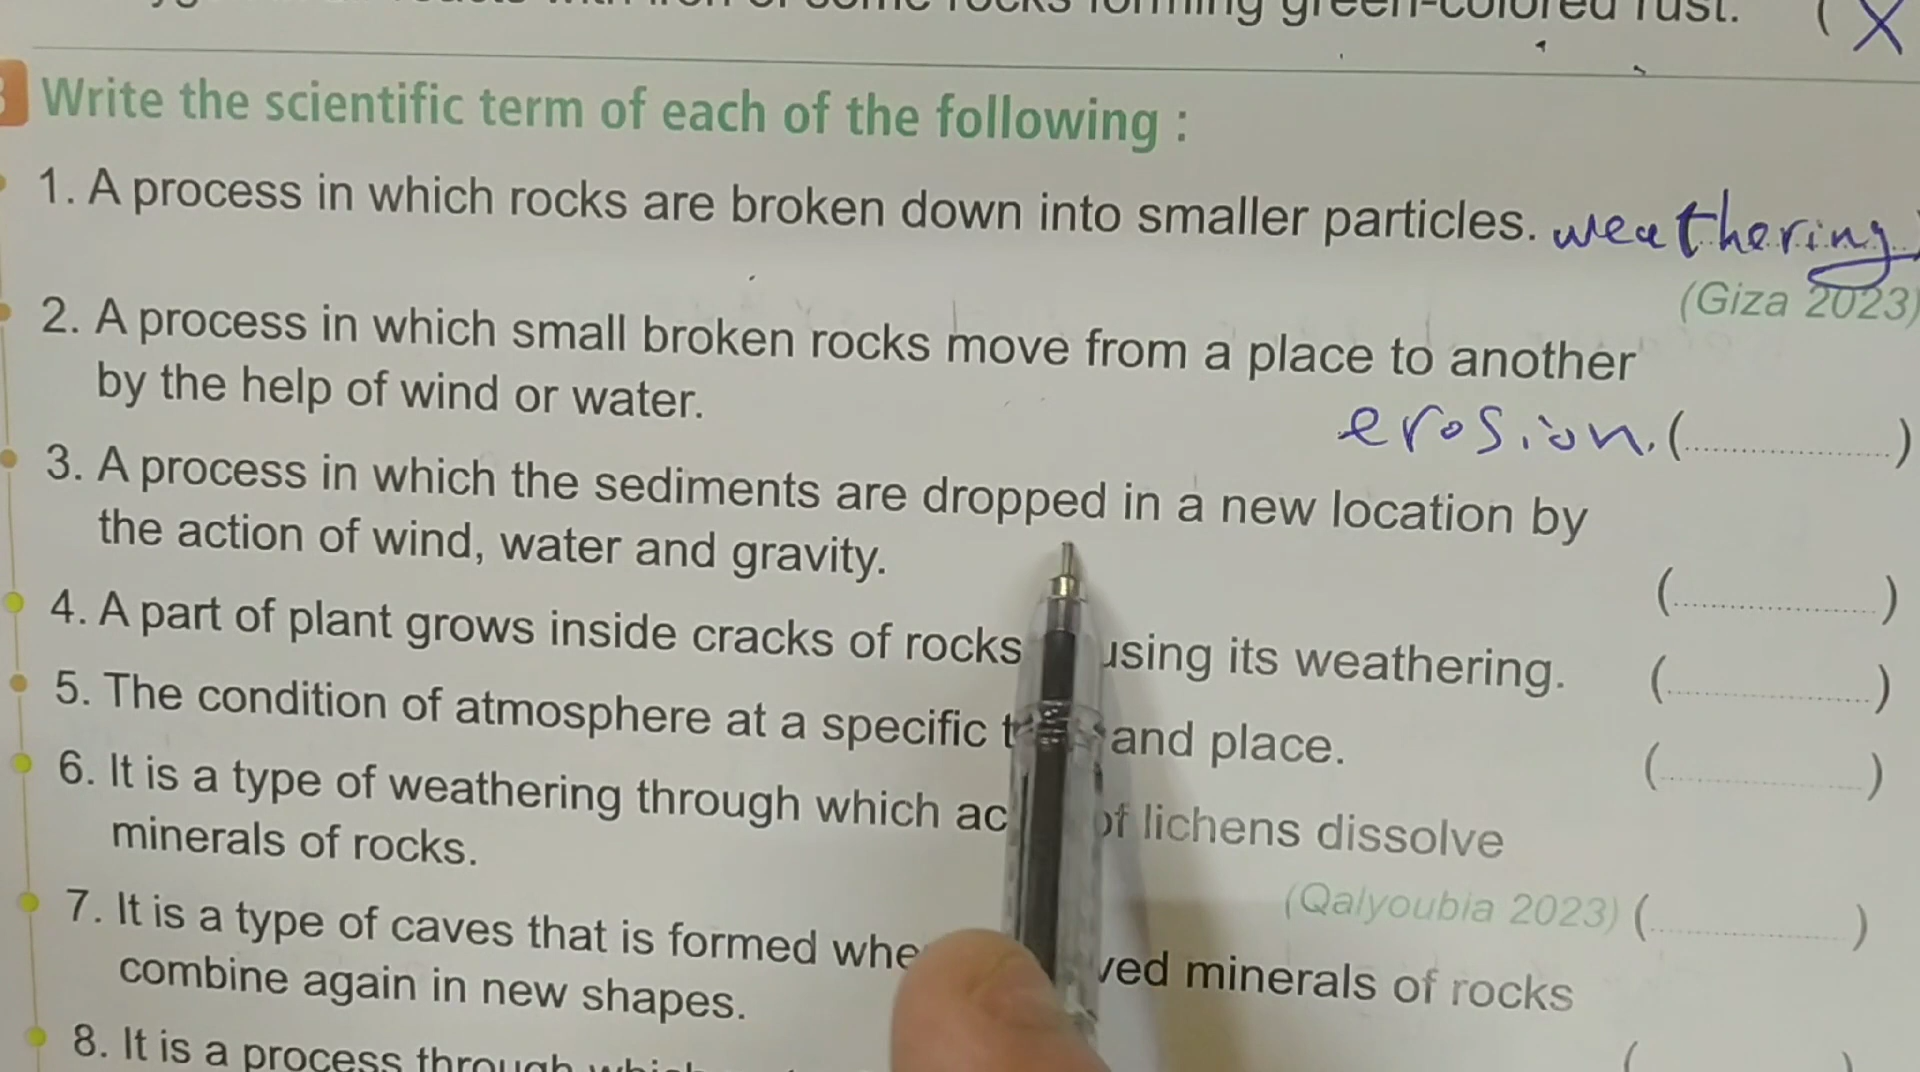 rocks forming green-colored rust. (X
Write the scientific term of each of the following :
1. A process in which rocks are broken down into smaller particles. weathering
(Giza 2023)
2. A process in which small broken rocks move from a place to another
by the help of wind or water.
erosion. (....................)
3. A process in which the sediments are dropped in a new location by
the action of wind, water and gravity.
(....................)
4. A part of plant grows inside cracks of rocks using its weathering. (....................)
5. The condition of atmosphere at a specific and place. (....................)
6. It is a type of weathering through which of lichens dissolve
minerals of rocks.
(Qalyoubia 2023) (....................)
7. It is a type of caves that is formed minerals of rocks
combine again in new shapes.
8. It is a process through